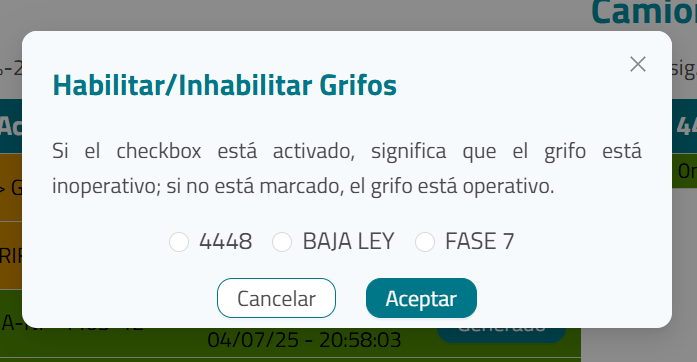 Camion
Habilitar/Inhabilitar Grifos
Si el checkbox está activado, significa que el grifo está
inoperativo; si no está marcado, el grifo está operativo.
4448 BAJA LEY FASE 7
Cancelar Aceptar
04/07/25 - 20:58:03